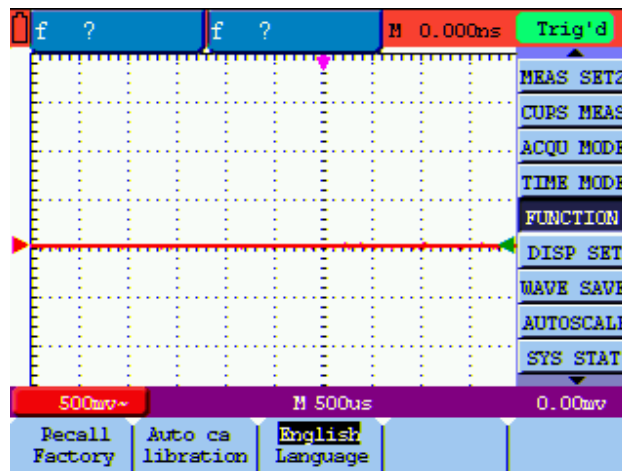 f ? f ? M 0.000ns Trig'd
MEAS SET2
CURS MEAS
ACQU MODE
TIME MODE
FUNCTION
DISP SET
WAVE SAVE
AUTOSCALE
SYS STAT
500mv~ M 500us 0.00mv
Recall Auto ca English
Factory libration Language